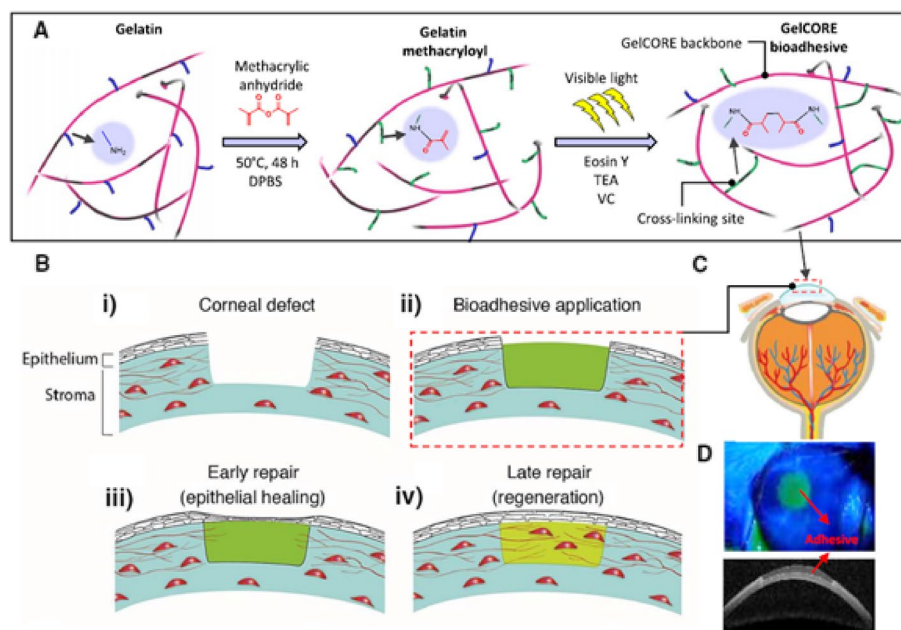 A
Gelatin
Methacrylic
anhydride
50°C, 48 h
DPBS
NH₂
Gelatin
methacryloyl
NH
O
Visible light
Eosin Y
TEA
VC
GelCORE
bioadhesive
GelCORE backbone
NH
O
O
NH
Cross-linking site
B
i)
Corneal defect
Epithelium
Stroma
ii)
Bioadhesive application
iii)
Early repair
(epithelial healing)
iv)
Late repair
(regeneration)
C
D
Adhesive